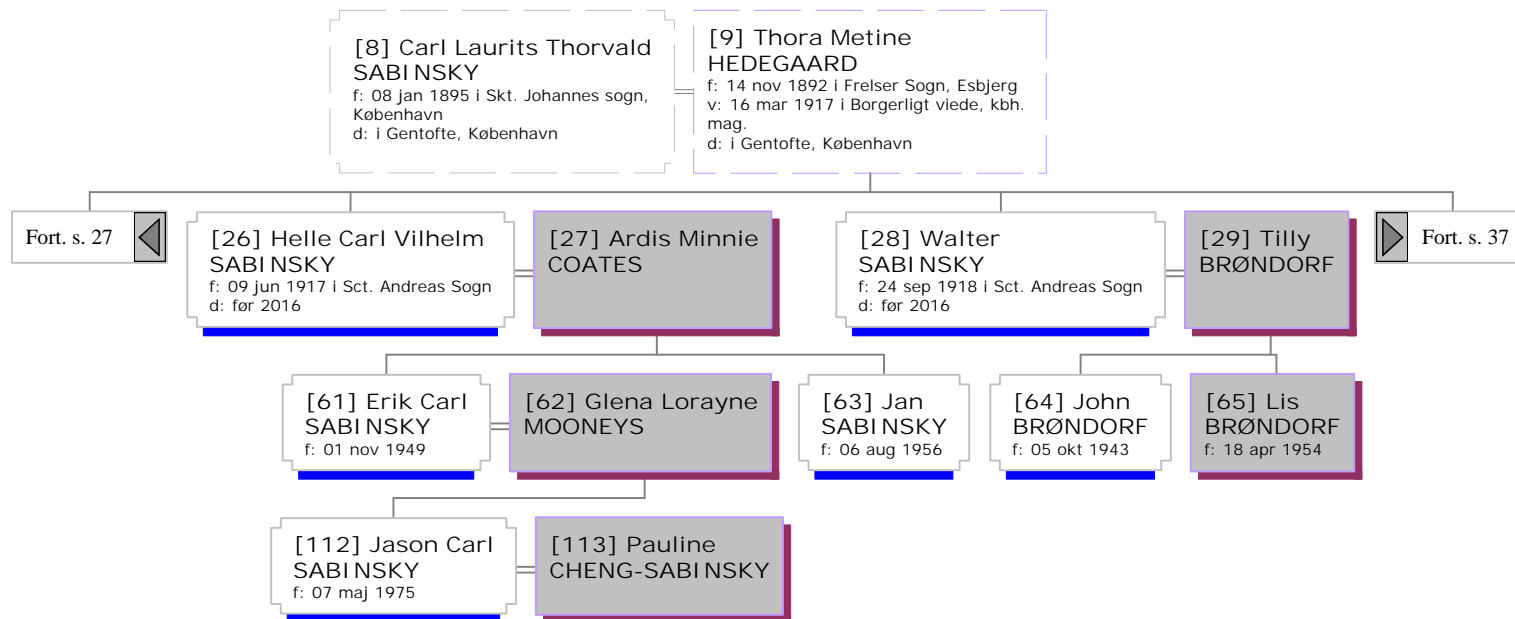 [8] Carl Laurits Thorvald
SABINSKY
f: 08 jan 1895 i Skt. Johannes sogn,
København
d: i Gentofte, København
[9] Thora Metine
HEDEGAARD
f: 14 nov 1892 i Frelser Sogn, Esbjerg
v: 16 mar 1917 i Borgerligt viede, kbh.
mag.
d: i Gentofte, København
Fort. s. 27
[26] Helle Carl Vilhelm
SABINSKY
f: 09 jun 1917 i Sct. Andreas Sogn
d: før 2016
[27] Ardis Minnie
COATES
[28] Walter
SABINSKY
f: 24 sep 1918 i Sct. Andreas Sogn
d: før 2016
[29] Tilly
BRØNDORF
Fort. s. 37
[61] Erik Carl
SABINSKY
f: 01 nov 1949
[62] Glena Lorayne
MOONEYS
[63] Jan
SABINSKY
f: 06 aug 1956
[64] John
BRØNDORF
f: 05 okt 1943
[65] Lis
BRØNDORF
f: 18 apr 1954
[112] Jason Carl
SABINSKY
f: 07 maj 1975
[113] Pauline
CHENG-SABINSKY